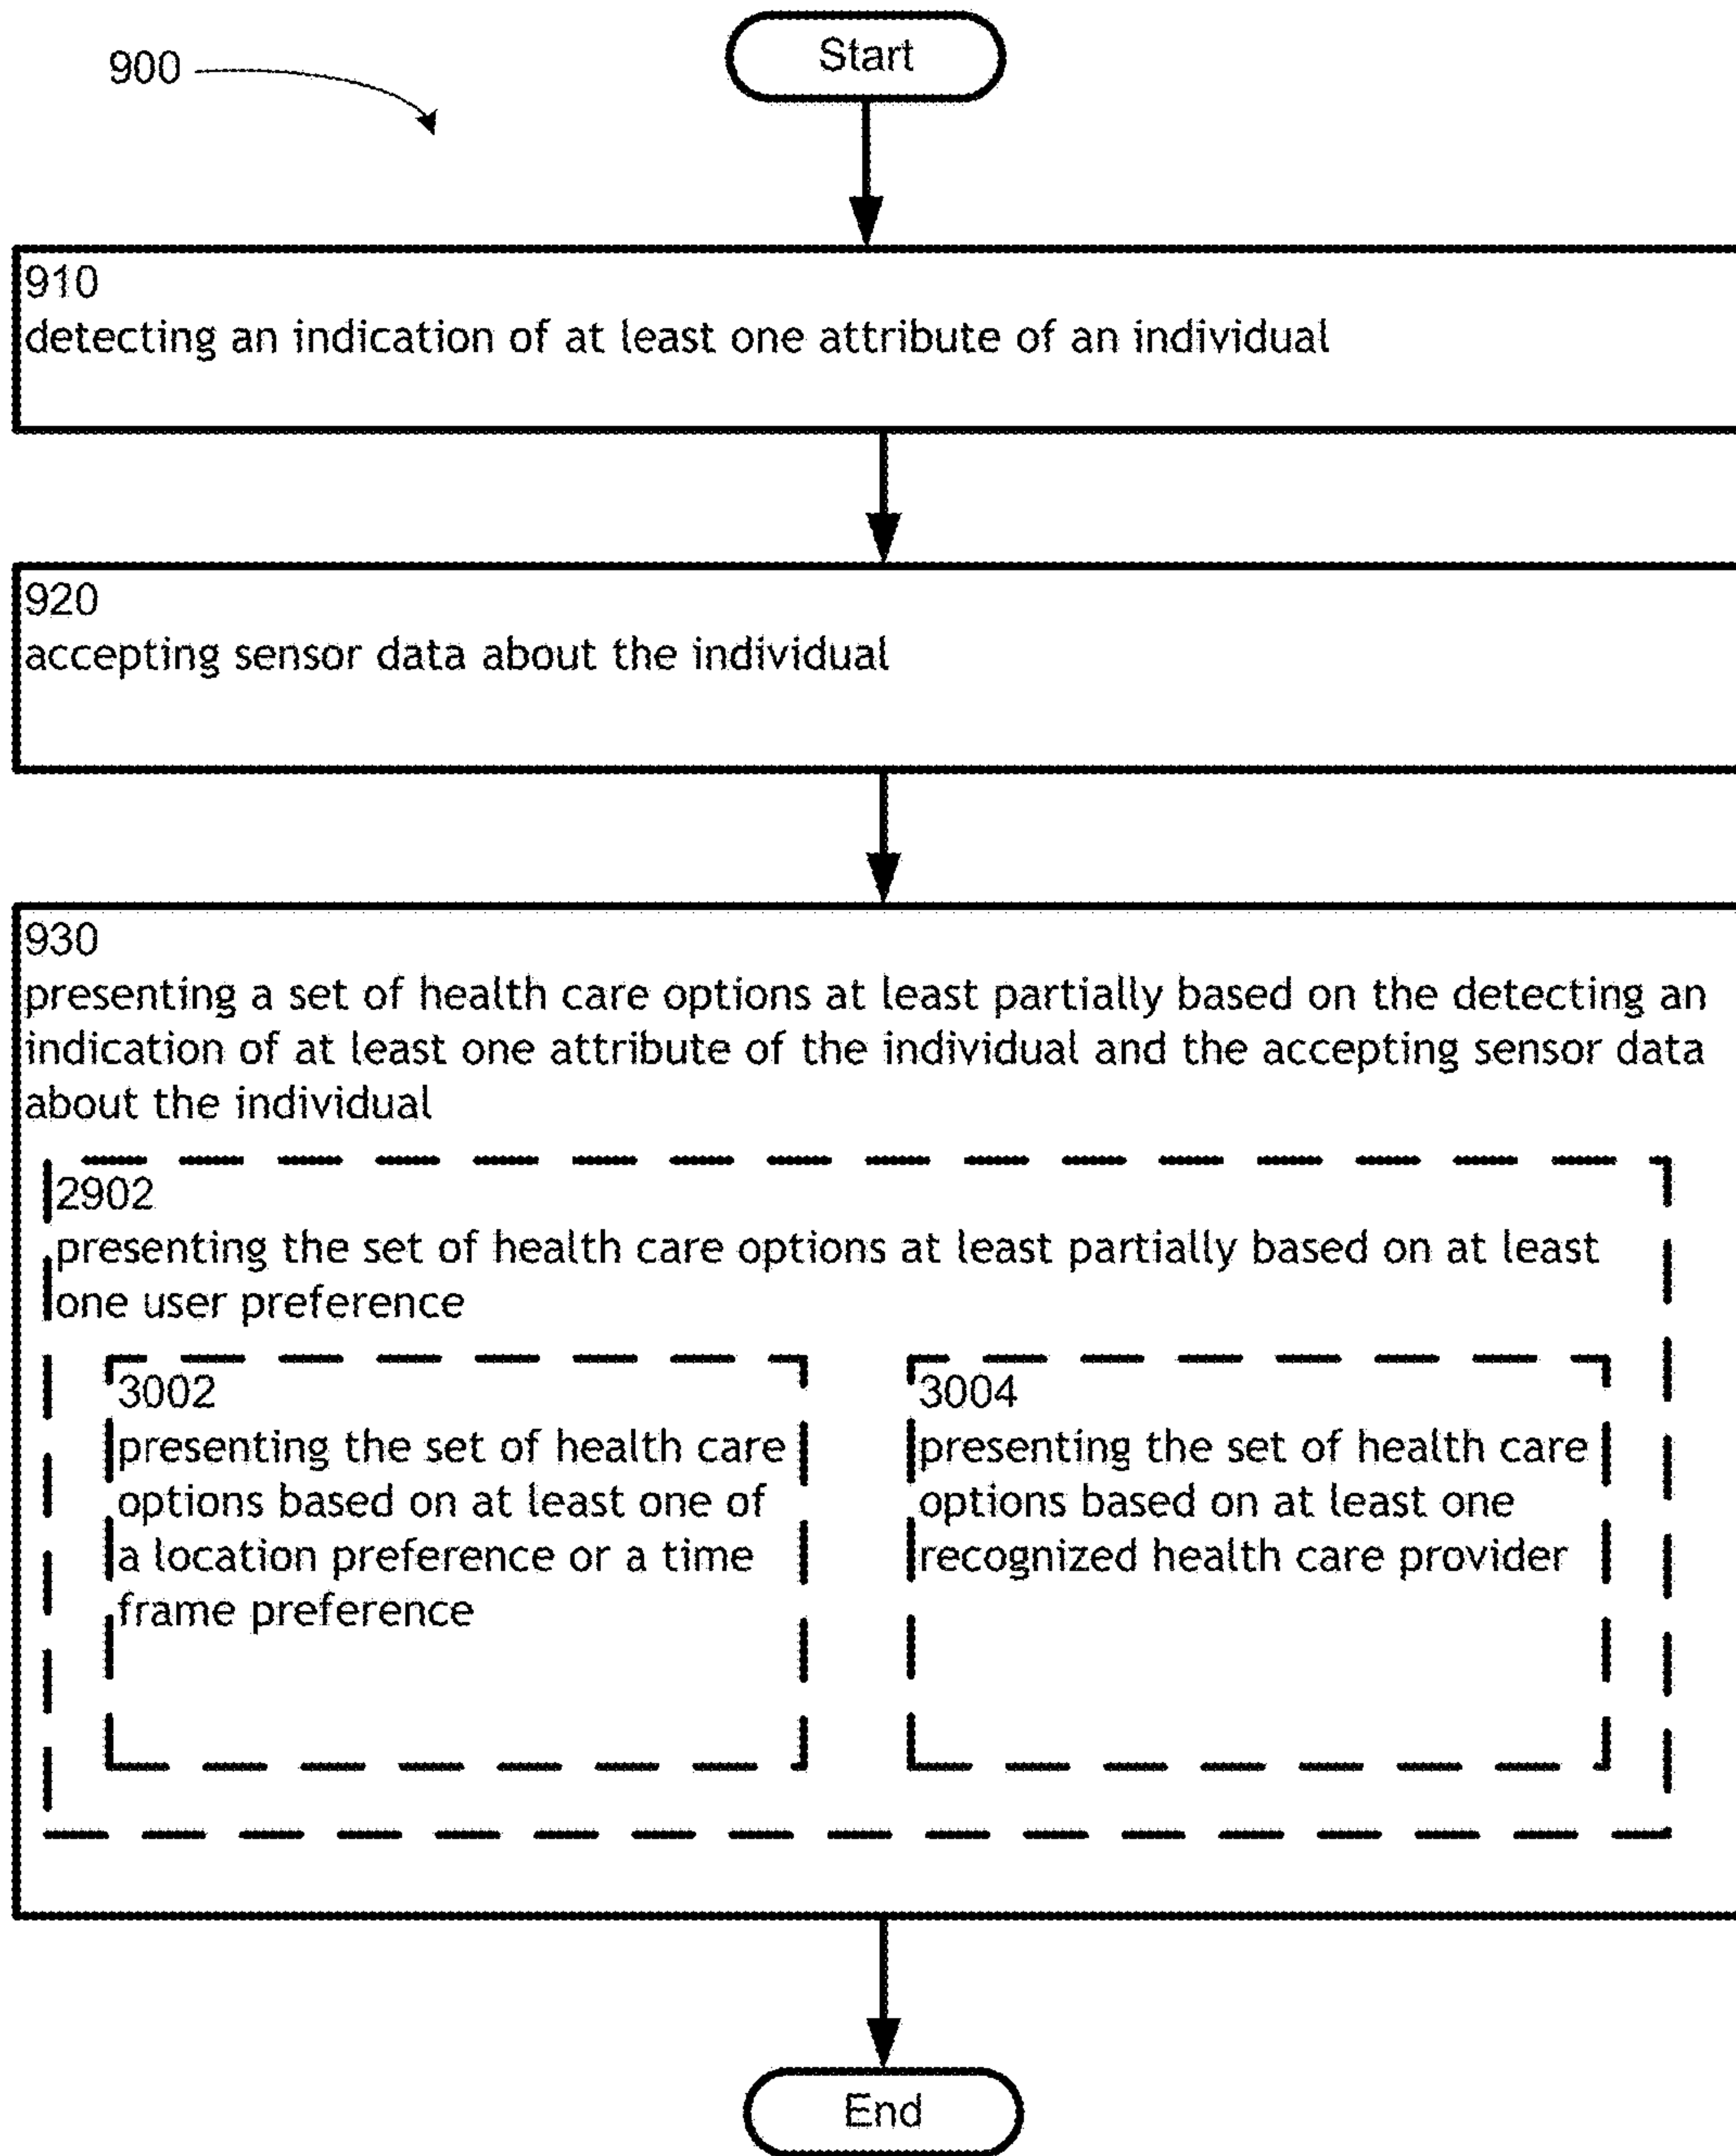 Start
900
910
detecting an indication of at least one attribute of an individual
920
accepting sensor data about the individual
930
presenting a set of health care options at least partially based on the detecting an
indication of at least one attribute of the individual and the accepting sensor data
about the individual
2902
presenting the set of health care options at least partially based on at least
one user preference
3002
presenting the set of health care
options based on at least one of
a location preference or a time
frame preference
3004
presenting the set of health care
options based on at least one
recognized health care provider
End